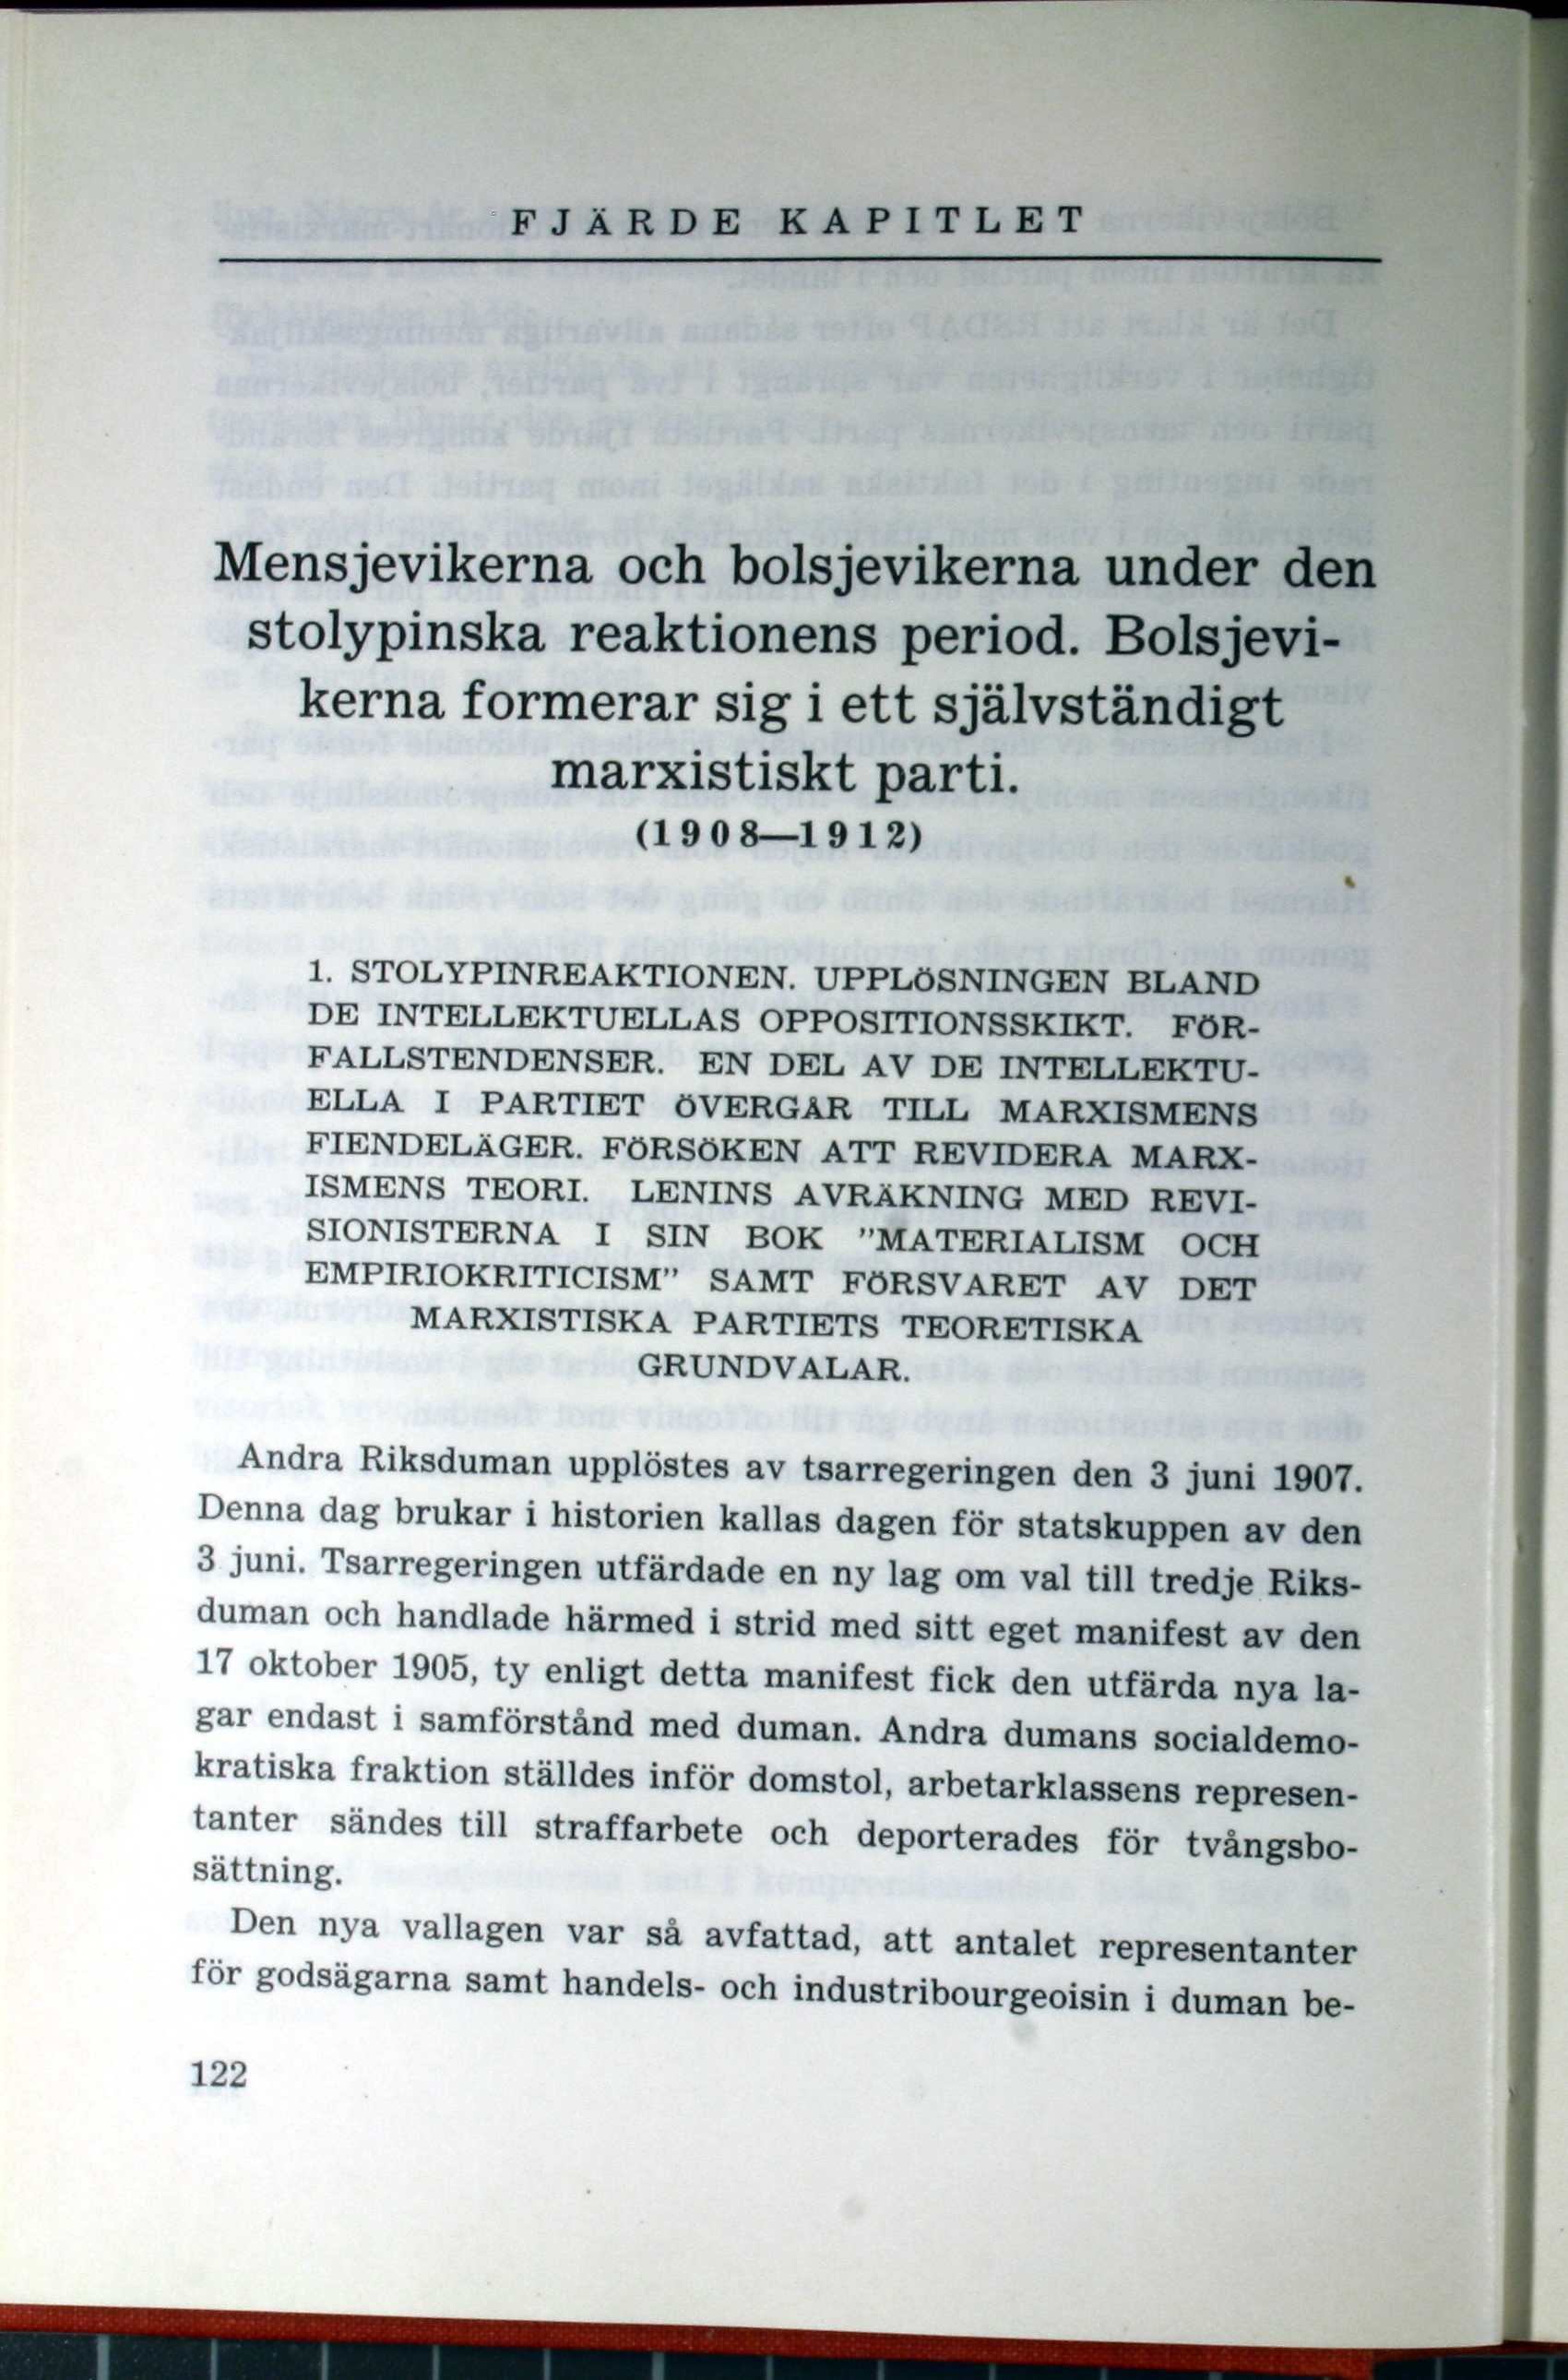 FJÄRDE KAPITLET
Mensjevikerna och bolsjevikerna under den
stolypinska reaktionens period. Bolsjevi-
kerna formerar sig i ett självständigt
marxistiskt parti.
(1908—1912)
1. STOLYPINREAKTIONEN. UPPLÖSNINGEN BLAND
DE INTELLEKTUELLAS OPPOSITIONSSKIKT. FÖR-
FALLSTENDENSER. EN DEL AV DE INTELLEKTU-
ELLA I PARTIET ÖVERGÅR TILL MARXISMENS
FIENDELÄGER. FÖRSÖKEN ATT REVIDERA MARX-
ISMENS TEORI. LENINS AVRÄKNING MED REVI-
SIONISTERNA I SIN BOK ”MATERIALISM OCH
EMPIRIOKRITICISM” SAMT FÖRSVARET AV DET
MARXISTISKA PARTIETS TEORETISKA
GRUNDVALAR.
Andra Riksduman upplöstes av tsarregeringen den 3 juni 1907.
Denna dag brukar i historien kallas dagen för statskuppen av den
3 juni. Tsarregeringen utfärdade en ny lag om val till tredje Riks-
duman och handlade härmed i strid med sitt eget manifest av den
17 oktober 1905, ty enligt detta manifest fick den utfärda nya la-
gar endast i samförstånd med duman. Andra dumans socialdemo-
kratiska fraktion ställdes inför domstol, arbetarklassens represen-
tanter sändes till straffarbete och deporterades för tvångsbo-
sättning.
Den nya vallagen var så avfattad, att antalet representanter
för godsägarna samt handels- och industribourgeoisin i duman be-
122